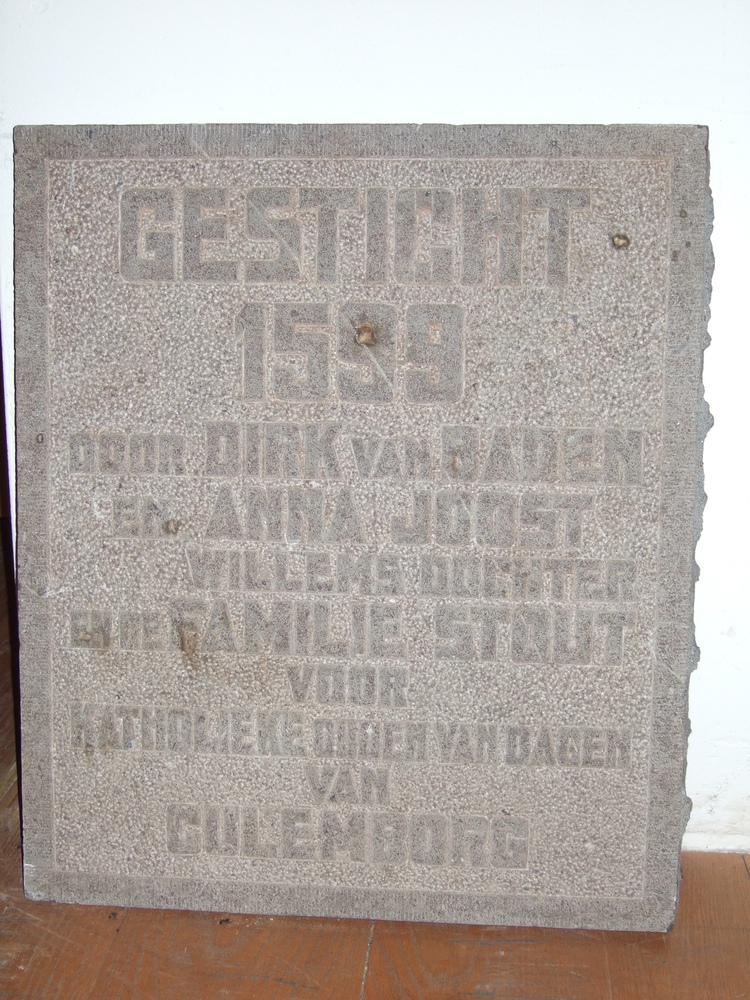 GESTICHT
1599
DOOR DIRK VAN BADEN
EN ANNA JOOST
WILLEMS DOCHTER
EN DE FAMILIE STOUT
VOOR
KATHOLIEKE OUDEN VAN DAGEN
VAN
CULEMBORG